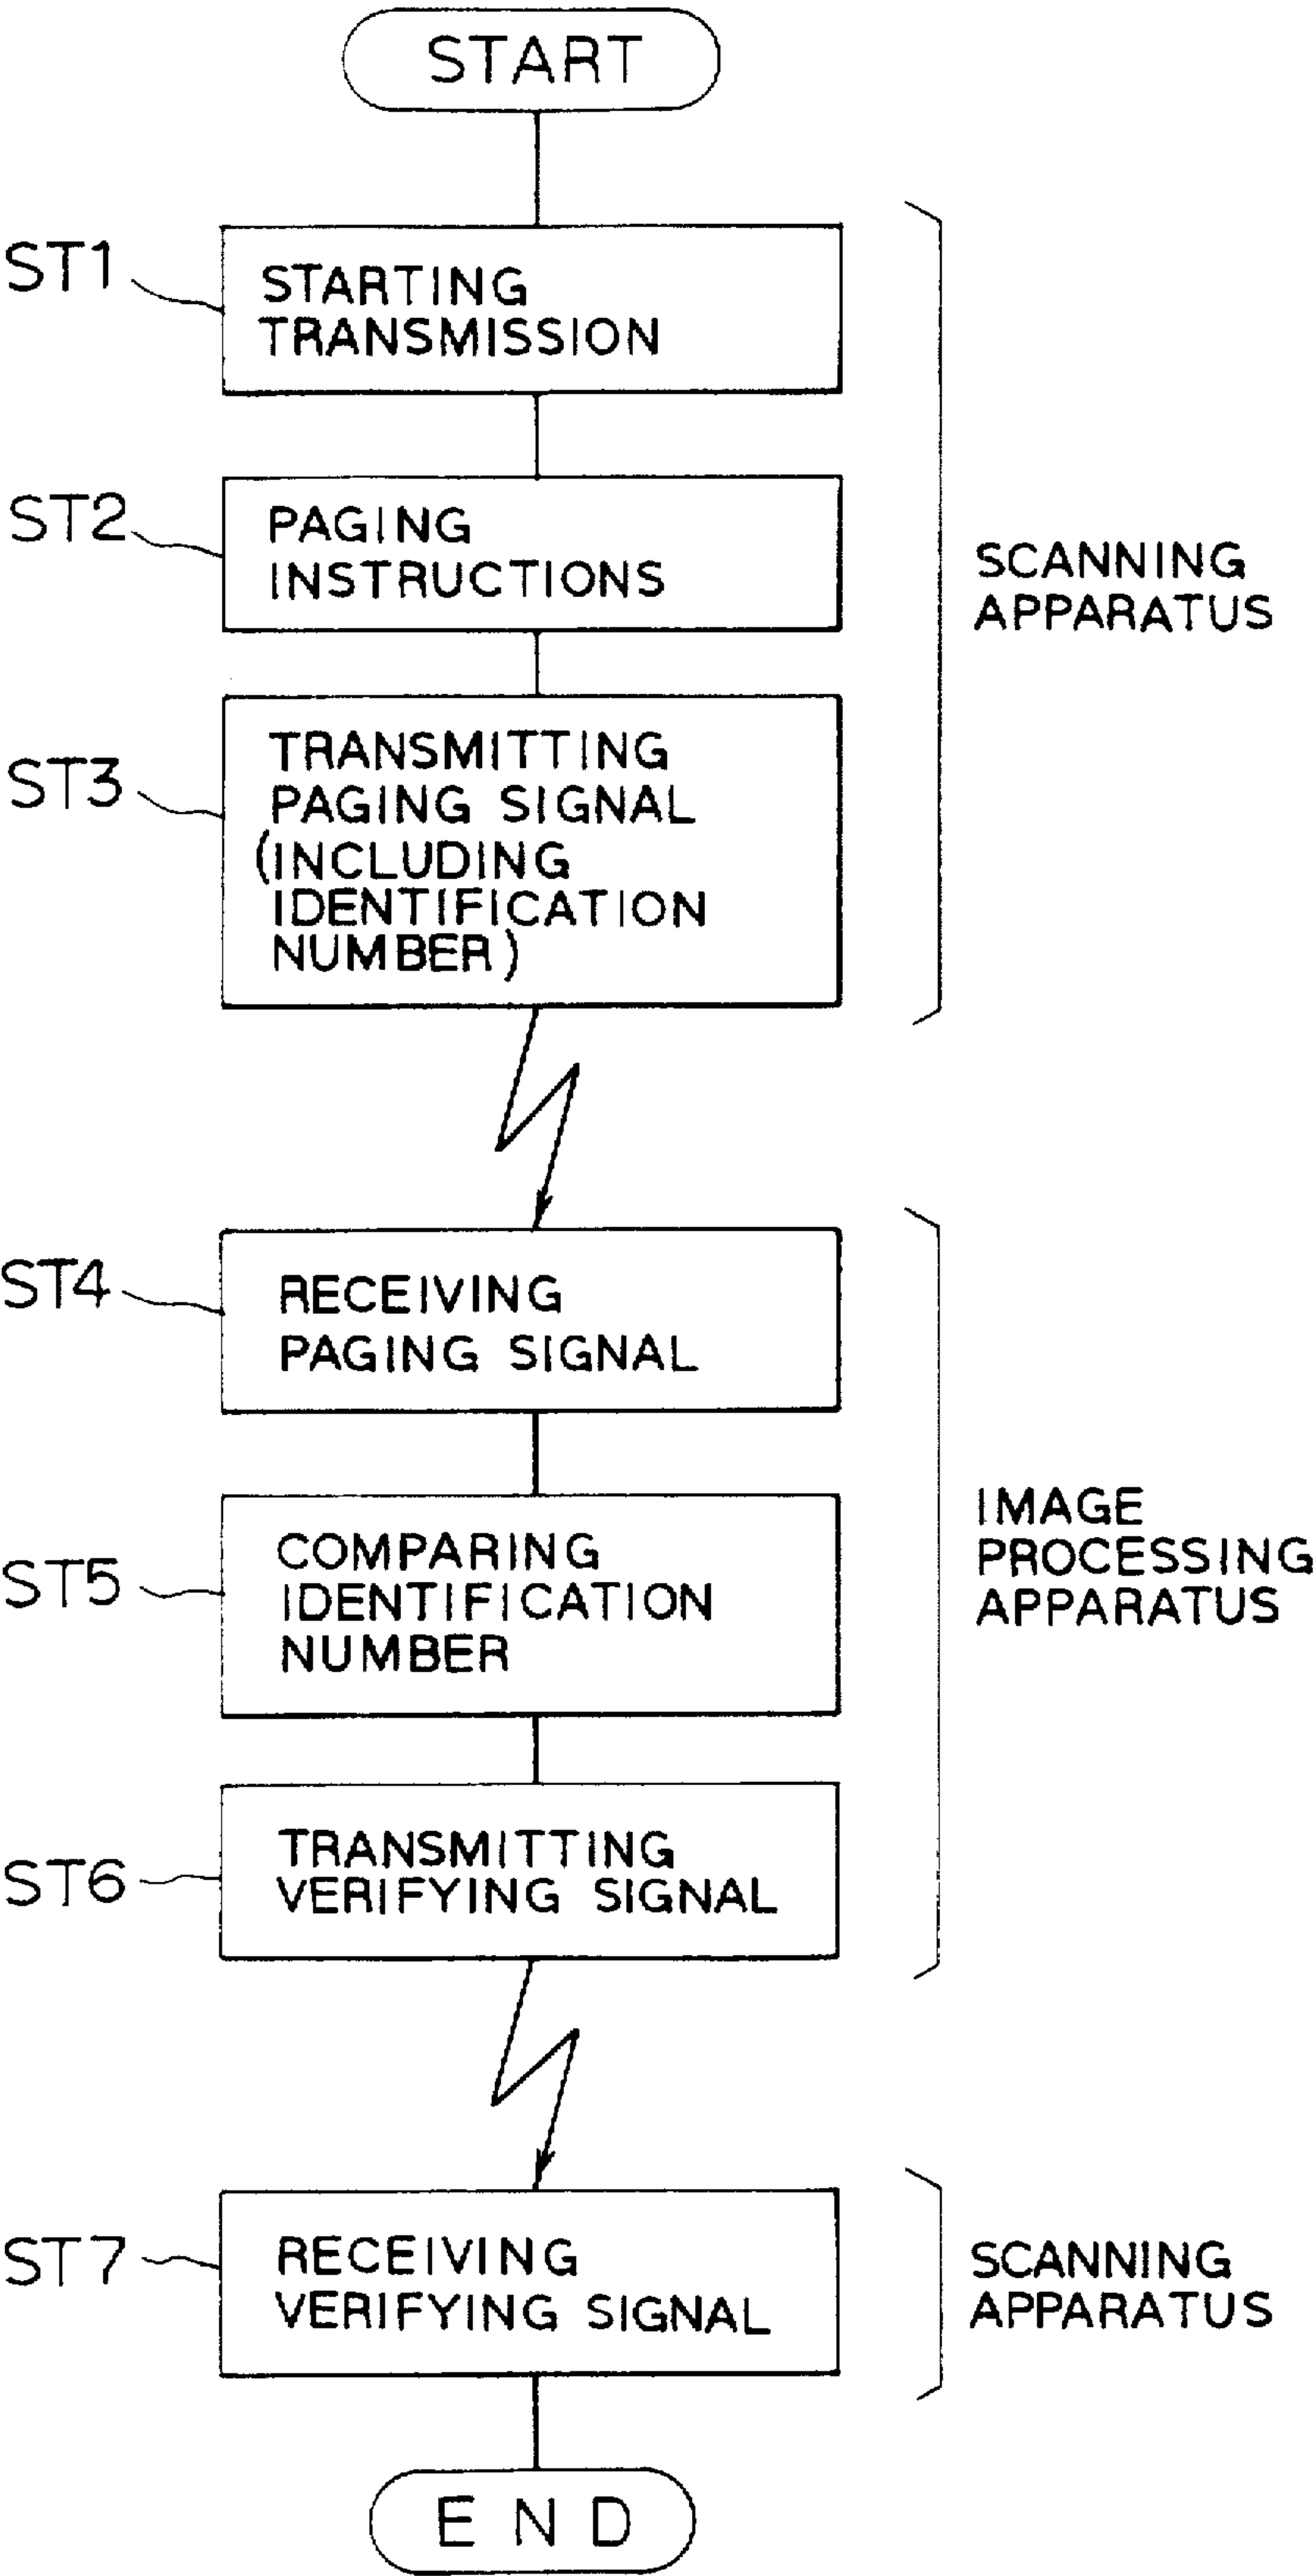 START
ST1
STARTING
TRANSMISSION
ST2
PAGING
INSTRUCTIONS
SCANNING
APPARATUS
ST3
TRANSMITTING
PAGING SIGNAL
(INCLUDING
IDENTIFICATION
NUMBER)
ST4
RECEIVING
PAGING SIGNAL
ST5
COMPARING
IDENTIFICATION
NUMBER
IMAGE
PROCESSING
APPARATUS
ST6
TRANSMITTING
VERIFYING SIGNAL
ST7
RECEIVING
VERIFYING SIGNAL
SCANNING
APPARATUS
END